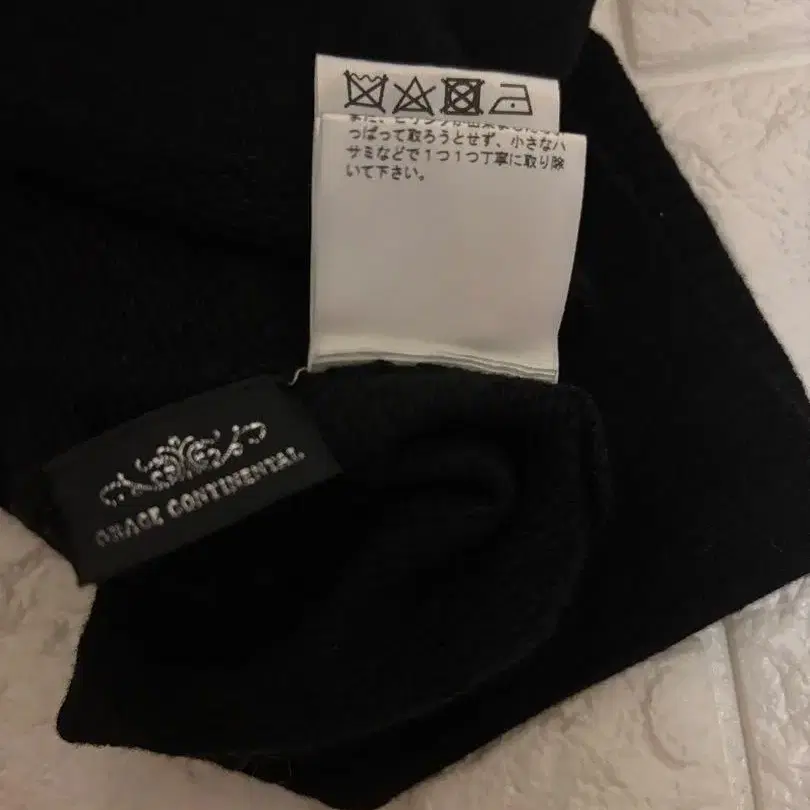 っぱって取ろうとせず、小さなハ
サミなどで1つ1つ丁寧に取り除
いて下さい。
GRACE CONTINENTAL